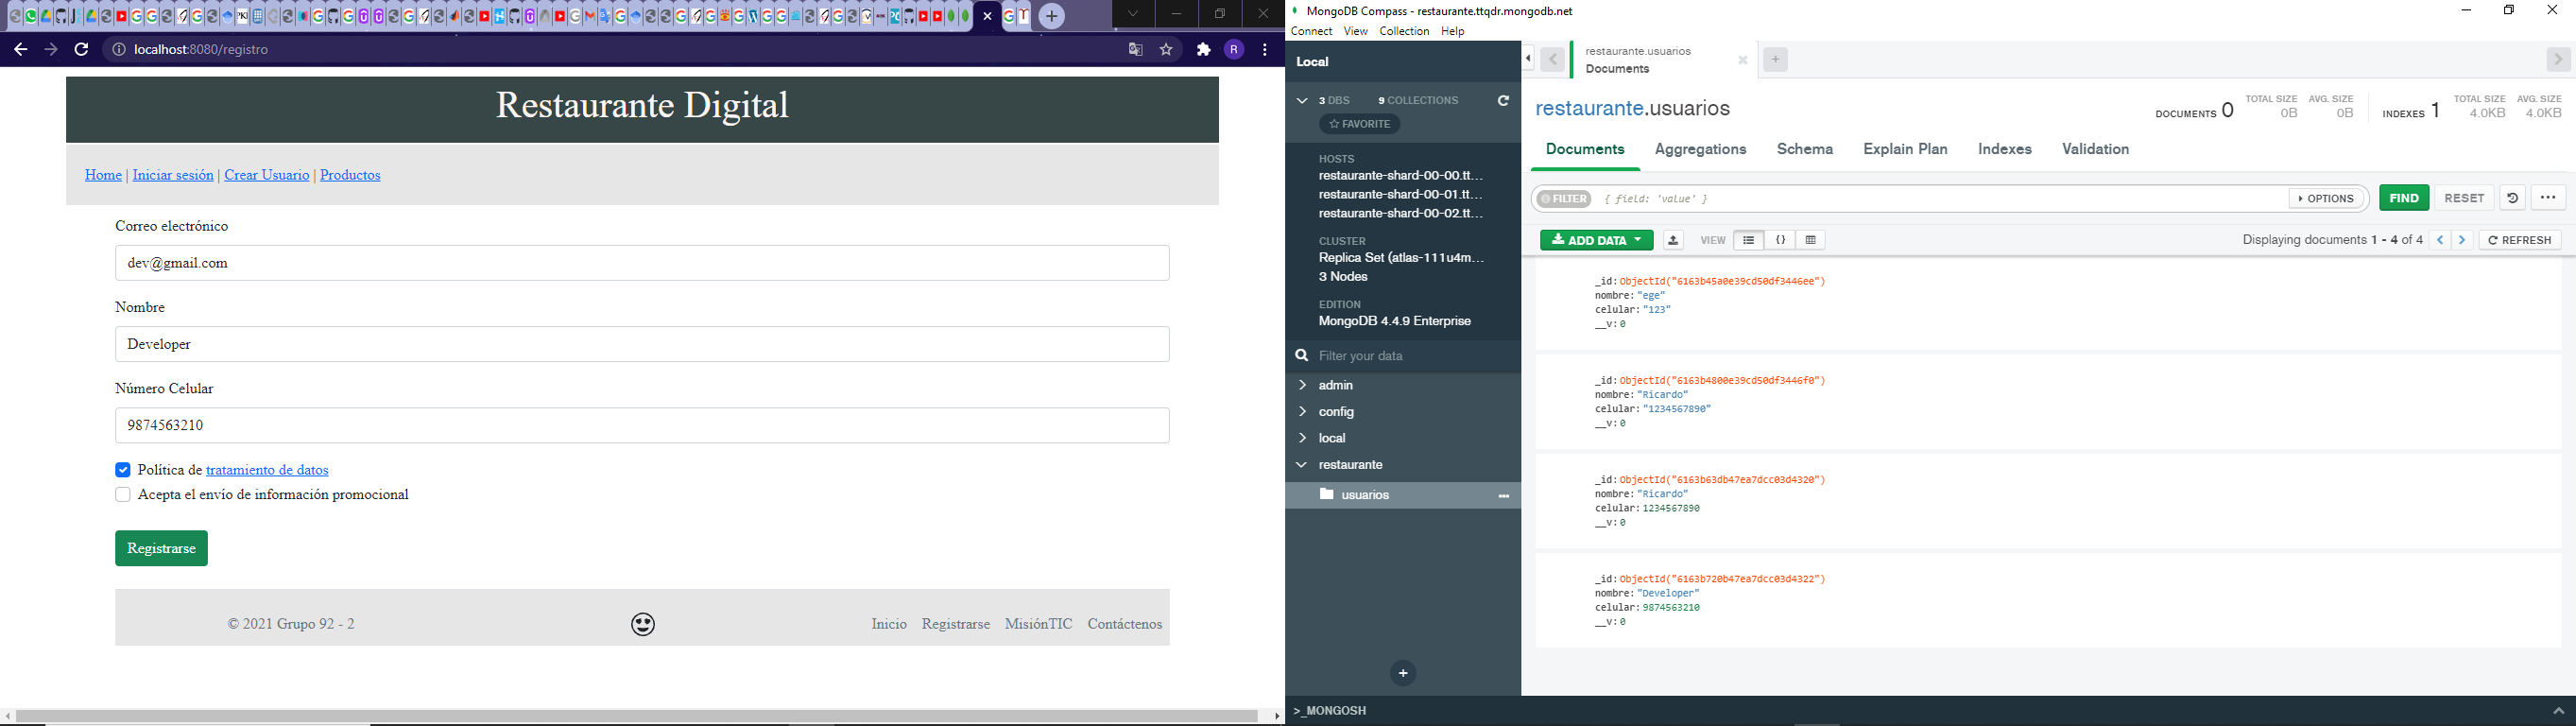 localhost:8080/registro
R
Restaurante Digital
Home | Iniciar sesión | Crear Usuario | Productos
Correo electrónico
dev@gmail.com
Nombre
Developer
Número Celular
9874563210
Política de tratamiento de datos
Acepta el envío de información promocional
Registrarse
© 2021 Grupo 92 - 2
Inicio Registrarse MisiónTIC Contáctenos
MongoDB Compass - restaurante.ttqdr.mongodb.net
Connect View Collection Help
Local
3 DBS 9 COLLECTIONS
FAVORITE
HOSTS
restaurante-shard-00-00.tt...
restaurante-shard-00-01.tt...
restaurante-shard-00-02.tt...
CLUSTER
Replica Set (atlas-111u4m...
3 Nodes
EDITION
MongoDB 4.4.9 Enterprise
Filter your data
admin
config
local
restaurante
usuarios
>_MONGOSH
restaurante.usuarios
Documents
restaurante.usuarios
DOCUMENTS 0 TOTAL SIZE 0B AVG. SIZE 0B INDEXES 1 TOTAL SIZE 4.0KB AVG. SIZE 4.0KB
Documents Aggregations Schema Explain Plan Indexes Validation
FILTER { field: 'value' } OPTIONS FIND RESET ...
ADD DATA VIEW {} Displaying documents 1 - 4 of 4 < > REFRESH
_id: ObjectId("6163b45a0e39cd50df3446ee")
nombre: "ege"
celular: "123"
__v: 0
_id: ObjectId("6163b4800e39cd50df3446f0")
nombre: "Ricardo"
celular: "1234567890"
__v: 0
_id: ObjectId("6163b63db47ea7dcc03d4320")
nombre: "Ricardo"
celular: 1234567890
__v: 0
_id: ObjectId("6163b720b47ea7dcc03d4322")
nombre: "Developer"
celular: 9874563210
__v: 0